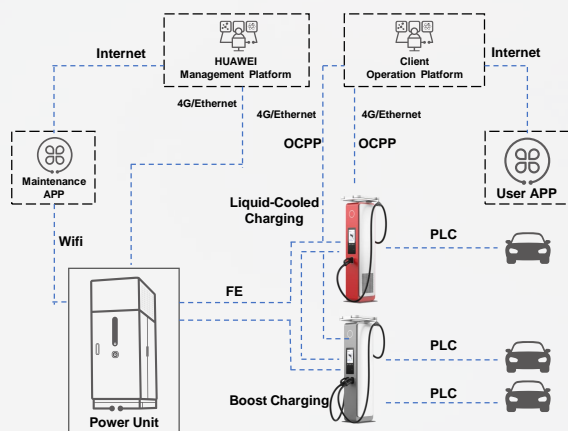 Internet
HUAWEI
Management Platform
Client
Operation Platform
Internet
4G/Ethernet
4G/Ethernet
4G/Ethernet
OCPP
OCPP
Maintenance
APP
User APP
Liquid-Cooled
Charging
Wifi
PLC
FE
PLC
Boost Charging
PLC
Power Unit